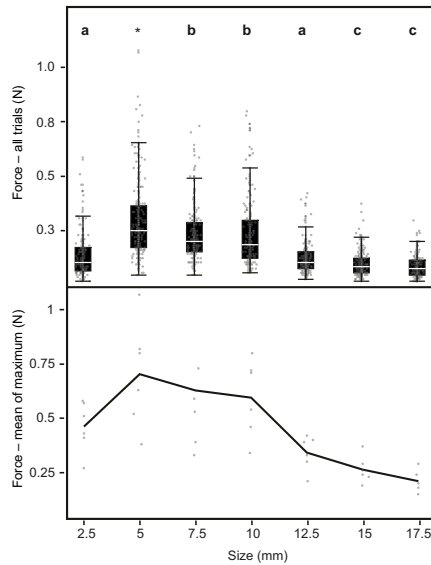 a * b b a c c
Force – all trials (N)
1.0
0.8
0.5
0.3
Force – mean of maximum (N)
1
0.75
0.5
0.25
2.5 5 7.5 10 12.5 15 17.5
Size (mm)